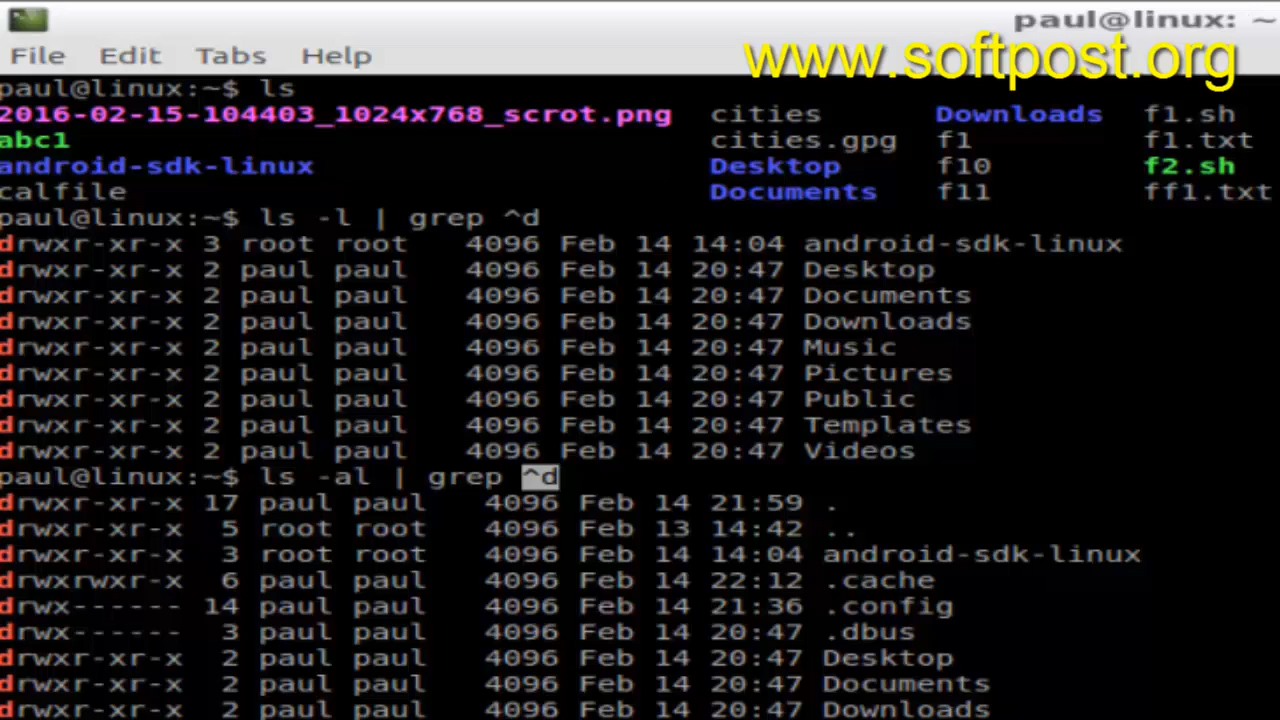 paul@linux: ~
File Edit Tabs Help
www.softpost.org
paul@linux:~$ ls
2016-02-15-104403_1024x768_scrot.png cities Downloads f1.sh
abc1 cities.gpg f1 f1.txt
android-sdk-linux Desktop f10 f2.sh
calfile Documents f11 ff1.txt
paul@linux:~$ ls -l | grep ^d
drwxr-xr-x 3 root root 4096 Feb 14 14:04 android-sdk-linux
drwxr-xr-x 2 paul paul 4096 Feb 14 20:47 Desktop
drwxr-xr-x 2 paul paul 4096 Feb 14 20:47 Documents
drwxr-xr-x 2 paul paul 4096 Feb 14 20:47 Downloads
drwxr-xr-x 2 paul paul 4096 Feb 14 20:47 Music
drwxr-xr-x 2 paul paul 4096 Feb 14 20:47 Pictures
drwxr-xr-x 2 paul paul 4096 Feb 14 20:47 Public
drwxr-xr-x 2 paul paul 4096 Feb 14 20:47 Templates
drwxr-xr-x 2 paul paul 4096 Feb 14 20:47 Videos
paul@linux:~$ ls -al | grep ^d
drwxr-xr-x 17 paul paul 4096 Feb 14 21:59 .
drwxr-xr-x 5 root root 4096 Feb 13 14:42 ..
drwxr-xr-x 3 root root 4096 Feb 14 14:04 android-sdk-linux
drwxrwxr-x 6 paul paul 4096 Feb 14 22:12 .cache
drwx------ 14 paul paul 4096 Feb 14 21:36 .config
drwx------ 3 paul paul 4096 Feb 14 20:47 .dbus
drwxr-xr-x 2 paul paul 4096 Feb 14 20:47 Desktop
drwxr-xr-x 2 paul paul 4096 Feb 14 20:47 Documents
drwxr-xr-x 2 paul paul 4096 Feb 14 20:47 Downloads